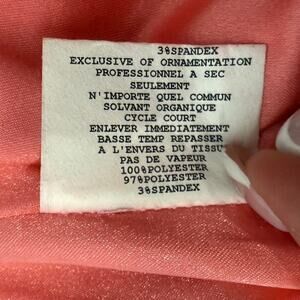 3%SPANDEX
EXCLUSIVE OF ORNAMENTATION
PROFESSIONNEL A SEC
SEULEMENT
N'IMPORTE QUEL COMMUN
SOLVANT ORGANIQUE
CYCLE COURT
ENLEVER IMMEDIATEMENT
BASSE TEMP REPASSER
A L'ENVERS DU TISSU
PAS DE VAPEUR
100%POLYESTER
97%POLYESTER
3%SPANDEX